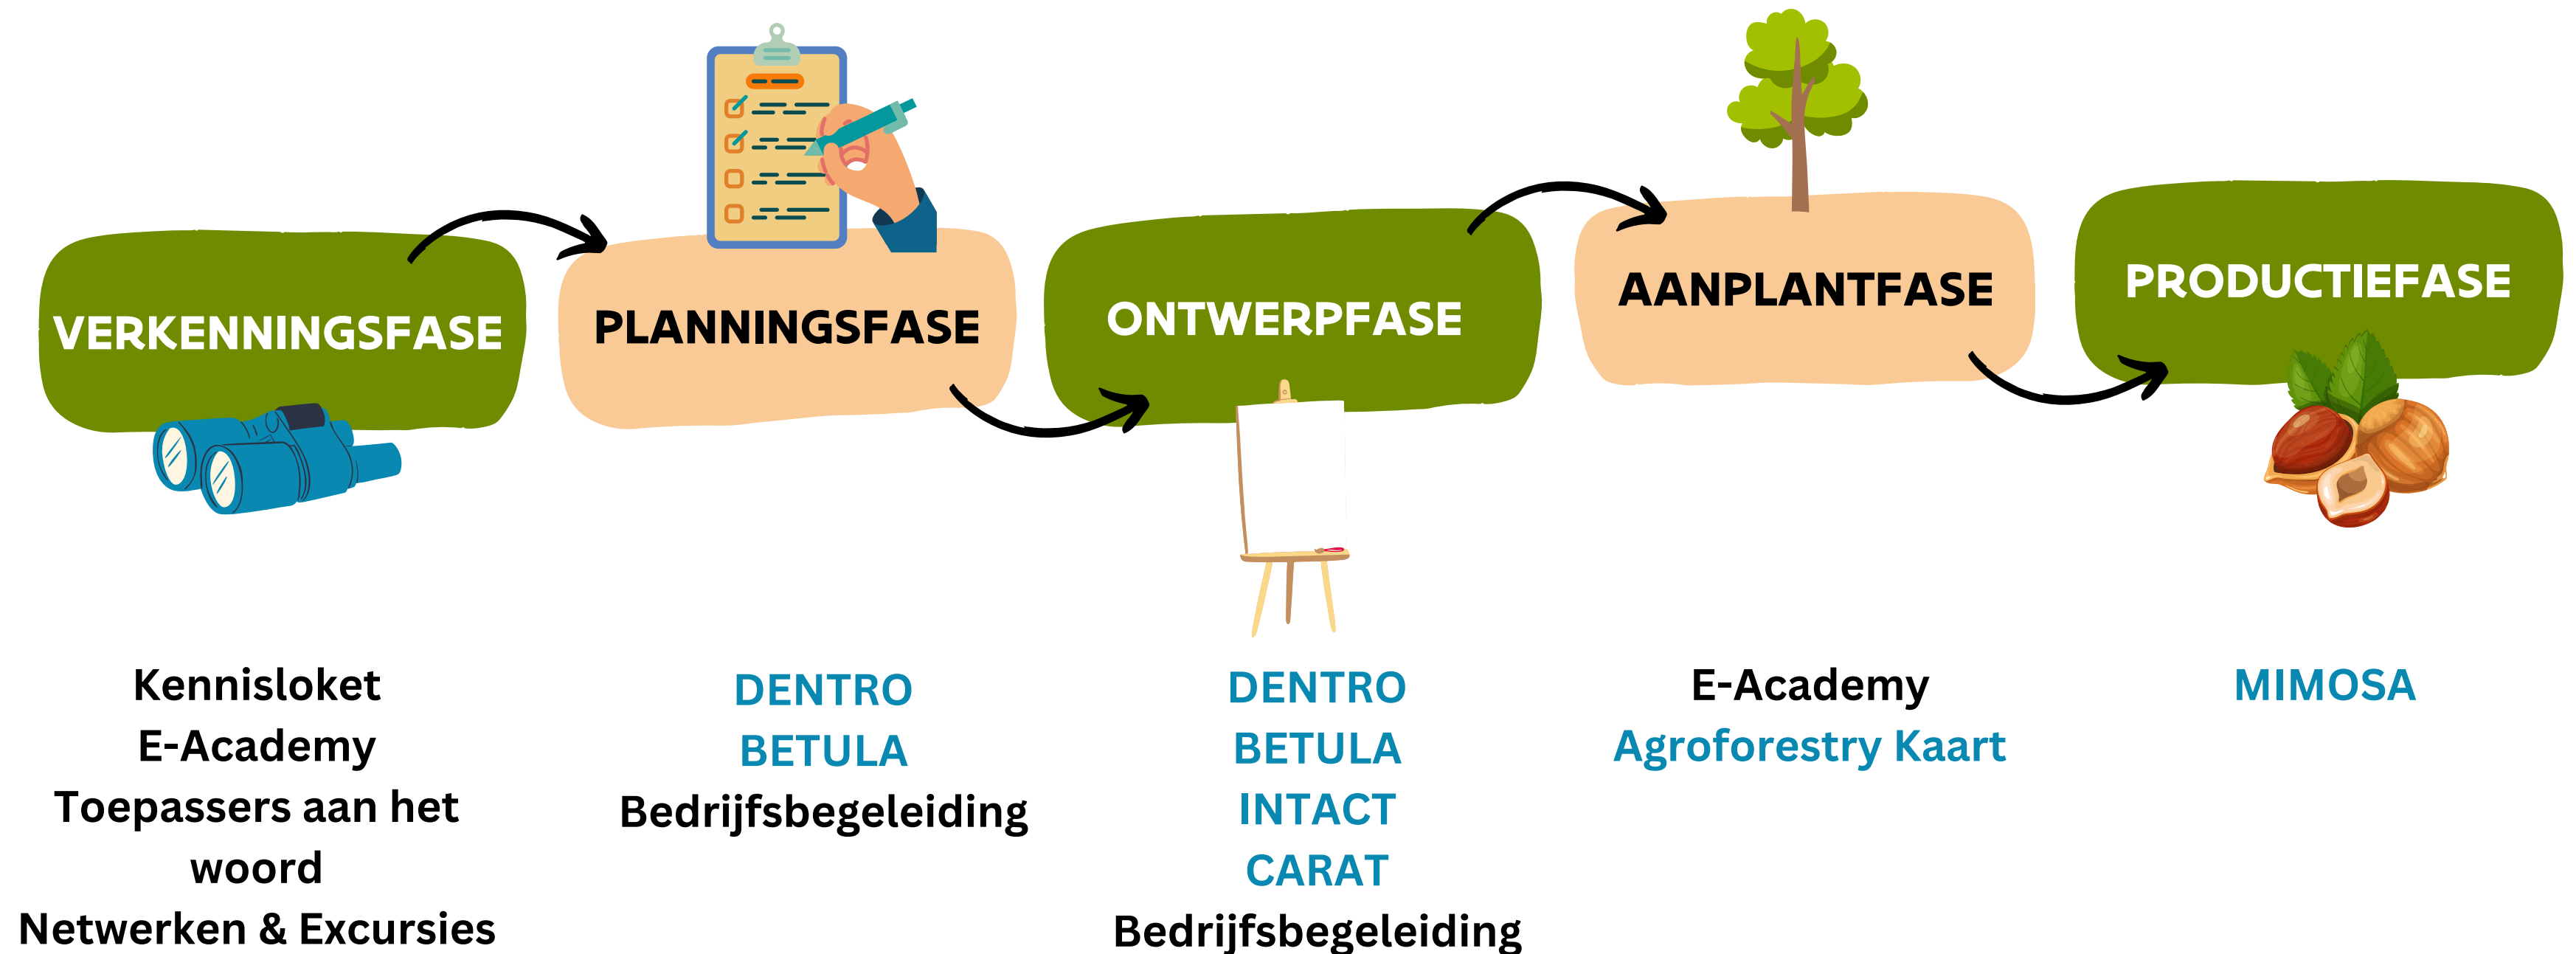 VERKENNINGSFASE
PLANNINGSFASE
ONTWERPFASE
AANPLANTFASE
PRODUCTIEFASE
Kennisloket
E-Academy
Toepassers aan het
woord
Netwerken & Excursies
DENTRO
BETULA
Bedrijfsbegeleiding
DENTRO
BETULA
INTACT
CARAT
Bedrijfsbegeleiding
E-Academy
Agroforestry Kaart
MIMOSA